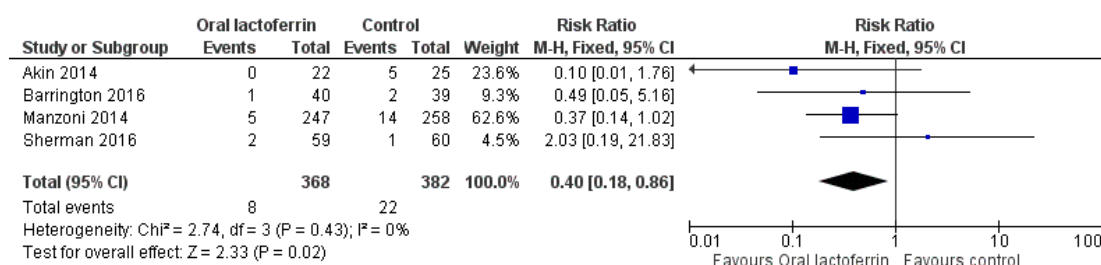 Oral lactoferrin Control Risk Ratio Risk Ratio
Study or Subgroup Events Total Events Total Weight M-H, Fixed, 95% CI M-H, Fixed, 95% CI
Akin 2014 0 22 5 25 23.6% 0.10 [0.01, 1.76]
Barrington 2016 1 40 2 39 9.3% 0.49 [0.05, 5.16]
Manzoni 2014 5 247 14 258 62.6% 0.37 [0.14, 1.02]
Sherman 2016 2 59 1 60 4.5% 2.03 [0.19, 21.83]
Total (95% CI) 368 382 100.0% 0.40 [0.18, 0.86]
Total events 8 22
Heterogeneity: Chi² = 2.74, df = 3 (P = 0.43); I² = 0%
Test for overall effect: Z = 2.33 (P = 0.02)
0.01 0.1 1 10 100
Favours Oral lactoferrin Favours control